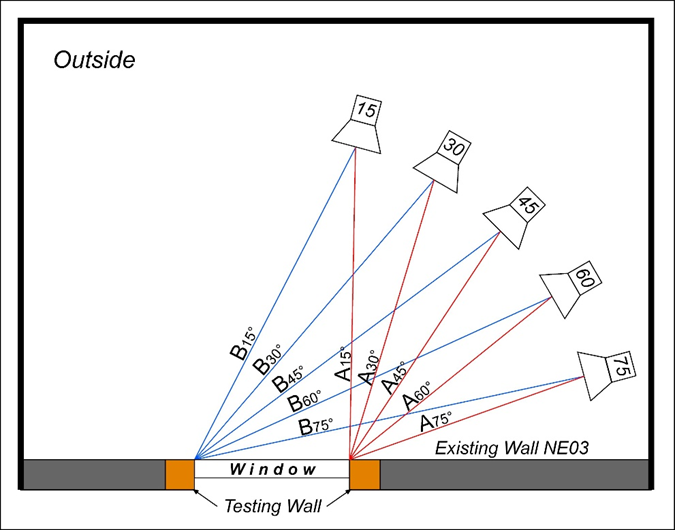 Outside
15
30
45
60
75
B15°
B30°
B45°
B60°
B75°
A15°
A30°
A45°
A60°
A75°
Existing Wall NE03
Window
Testing Wall